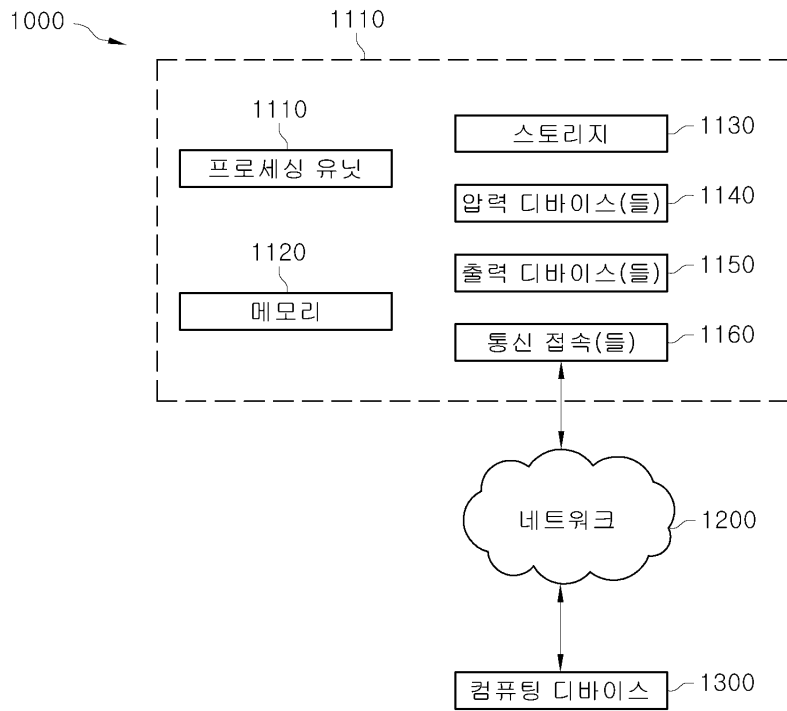 1000
1110
1110
프로세싱 유닛
1120
메모리
스토리지 1130
압력 디바이스(들) 1140
출력 디바이스(들) 1150
통신 접속(들) 1160
네트워크 1200
컴퓨팅 디바이스 1300